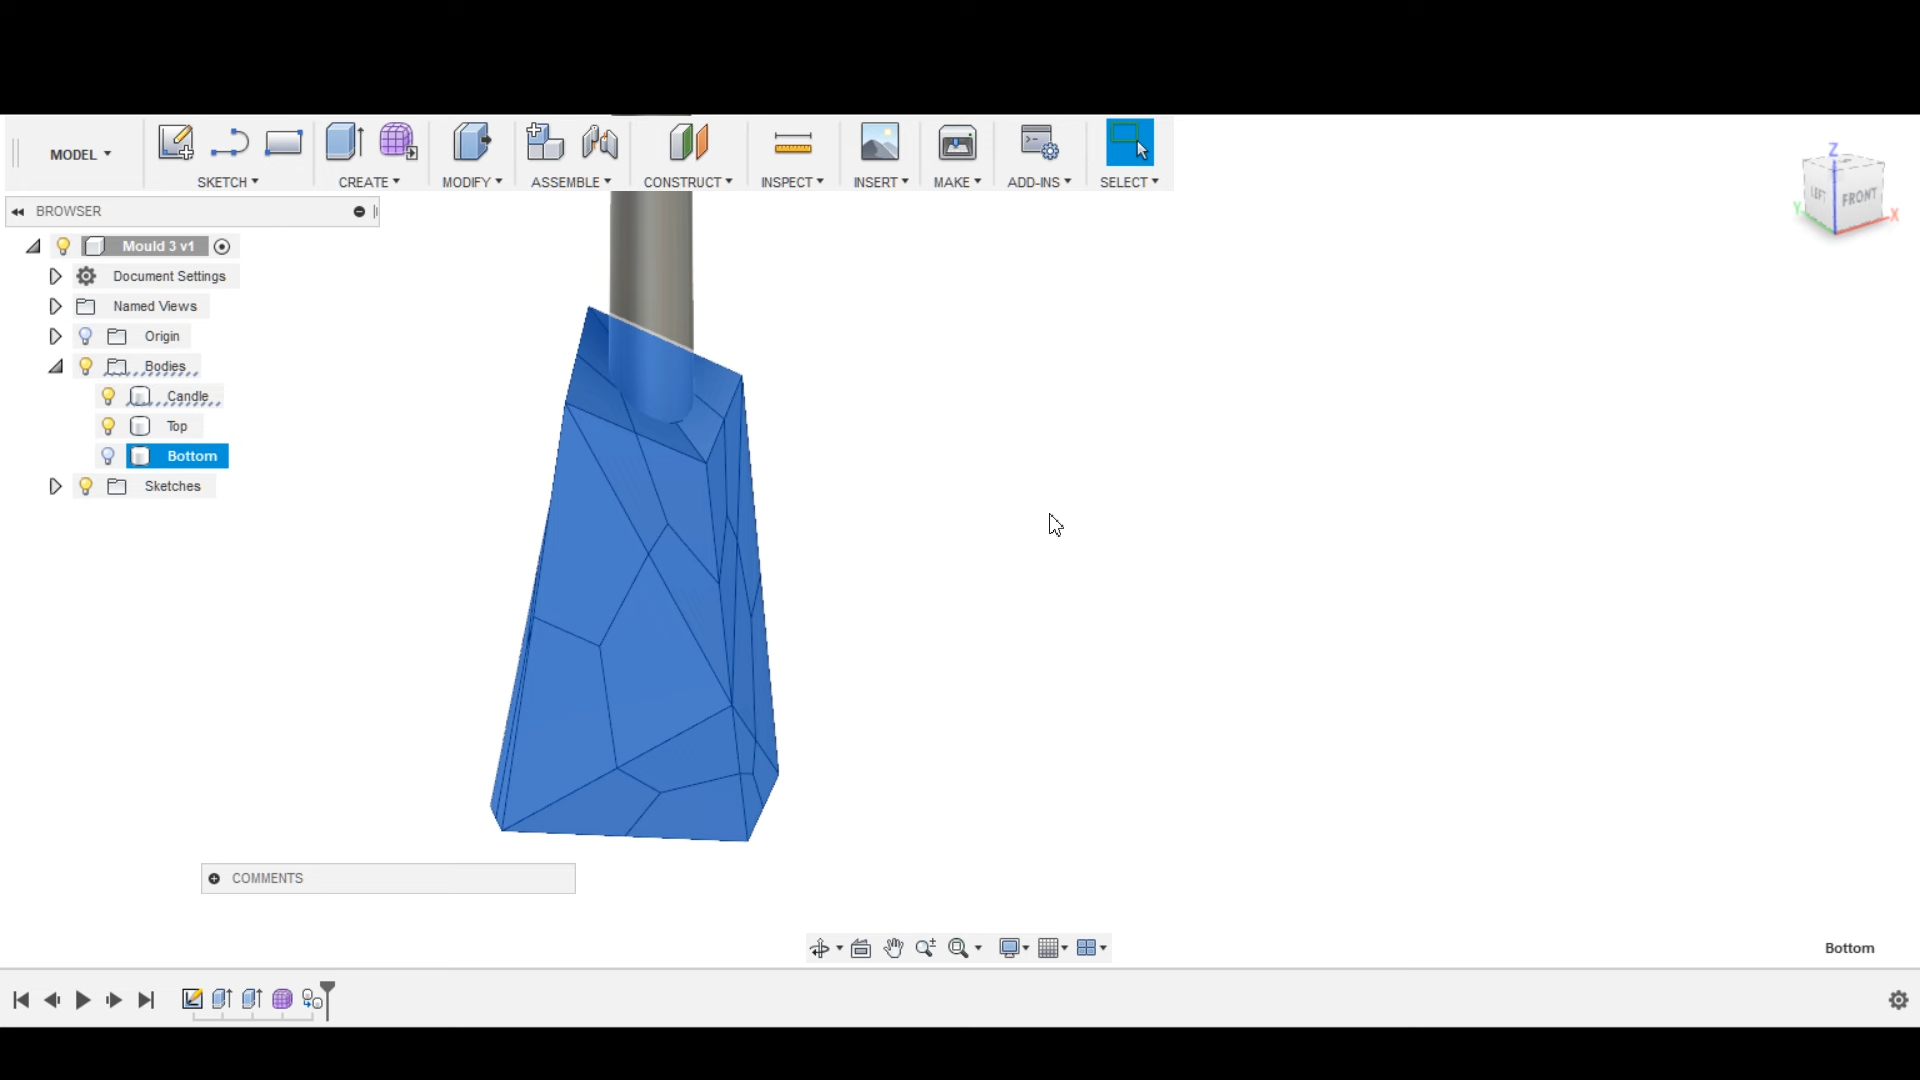 MODEL
SKETCH
CREATE
MODIFY
ASSEMBLE
CONSTRUCT
INSPECT
INSERT
MAKE
ADD-INS
SELECT
BROWSER
Mould 3 v1
Document Settings
Named Views
Origin
Bodies
Candle
Top
Bottom
Sketches
Z
LEFT
FRONT
Y
X
COMMENTS
Bottom